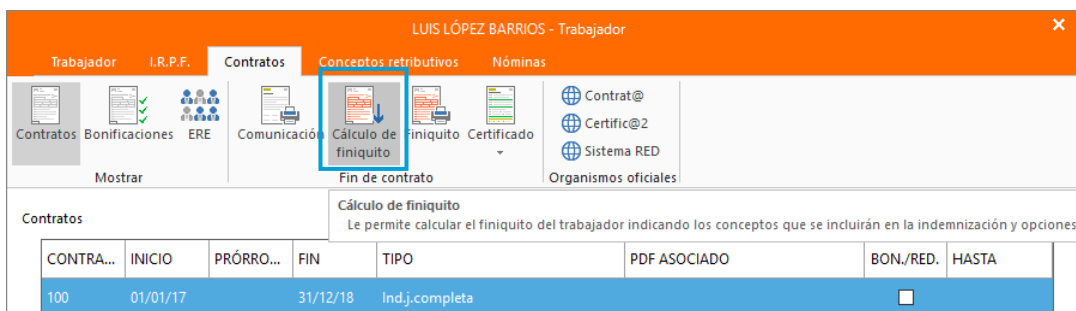 LUIS LÓPEZ BARRIOS - Trabajador
Trabajador I.R.P.F. Contratos Conceptos retributivos Nóminas
Contratos Bonificaciones ERE Comunicación Cálculo de finiquito Finiquito Certificado
Contrat@
Certific@2
Sistema RED
Mostrar Fin de contrato Organismos oficiales
Contratos
Cálculo de finiquito
Le permite calcular el finiquito del trabajador indicando los conceptos que se incluirán en la indemnización y opciones
CONTRA... INICIO PRÓRRO... FIN TIPO PDF ASOCIADO BON./RED. HASTA
100 01/01/17 31/12/18 Ind.j.completa